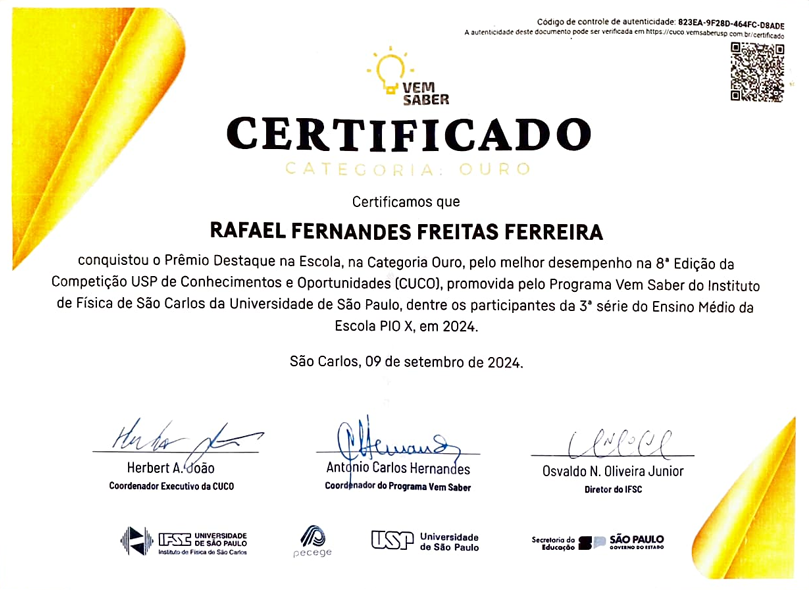 Código de controle de autenticidade: 823EA-9F28D-464FC-D8ADE
A autenticidade deste documento pode ser verificada em https://cuco.vemsaberusp.com.br/certificado
VEM
SABER
CERTIFICADO
CATEGORIA: OURO
Certificamos que
RAFAEL FERNANDES FREITAS FERREIRA
conquistou o Prêmio Destaque na Escola, na Categoria Ouro, pelo melhor desempenho na 8ª Edição da
Competição USP de Conhecimentos e Oportunidades (CUCO), promovida pelo Programa Vem Saber do Instituto
de Física de São Carlos da Universidade de São Paulo, dentre os participantes da 3ª série do Ensino Médio da
Escola PIO X, em 2024.
São Carlos, 09 de setembro de 2024.
Herbert A. João
Coordenador Executivo da CUCO
Antônio Carlos Hernandes
Coordenador do Programa Vem Saber
Osvaldo N. Oliveira Junior
Diretor do IFSC
IFSC UNIVERSIDADE
DE SÃO PAULO
Instituto de Física de São Carlos
pecege
USP Universidade
de São Paulo
Secretaria da
Educação
SÃO PAULO
GOVERNO DO ESTADO